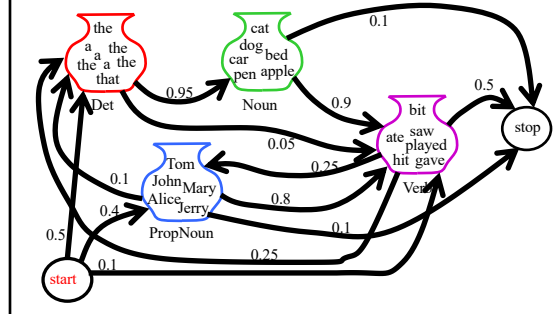 the
a the
a
the a the
that
Det
cat
dog
car bed
pen apple
Noun
0.1
0.95
0.9
0.05
bit
ate saw
played
hit gave
Verb
0.5
stop
Tom
John Mary
Alice
Jerry
PropNoun
0.25
0.8
0.1
0.1
0.4
0.5
0.25
0.1
start